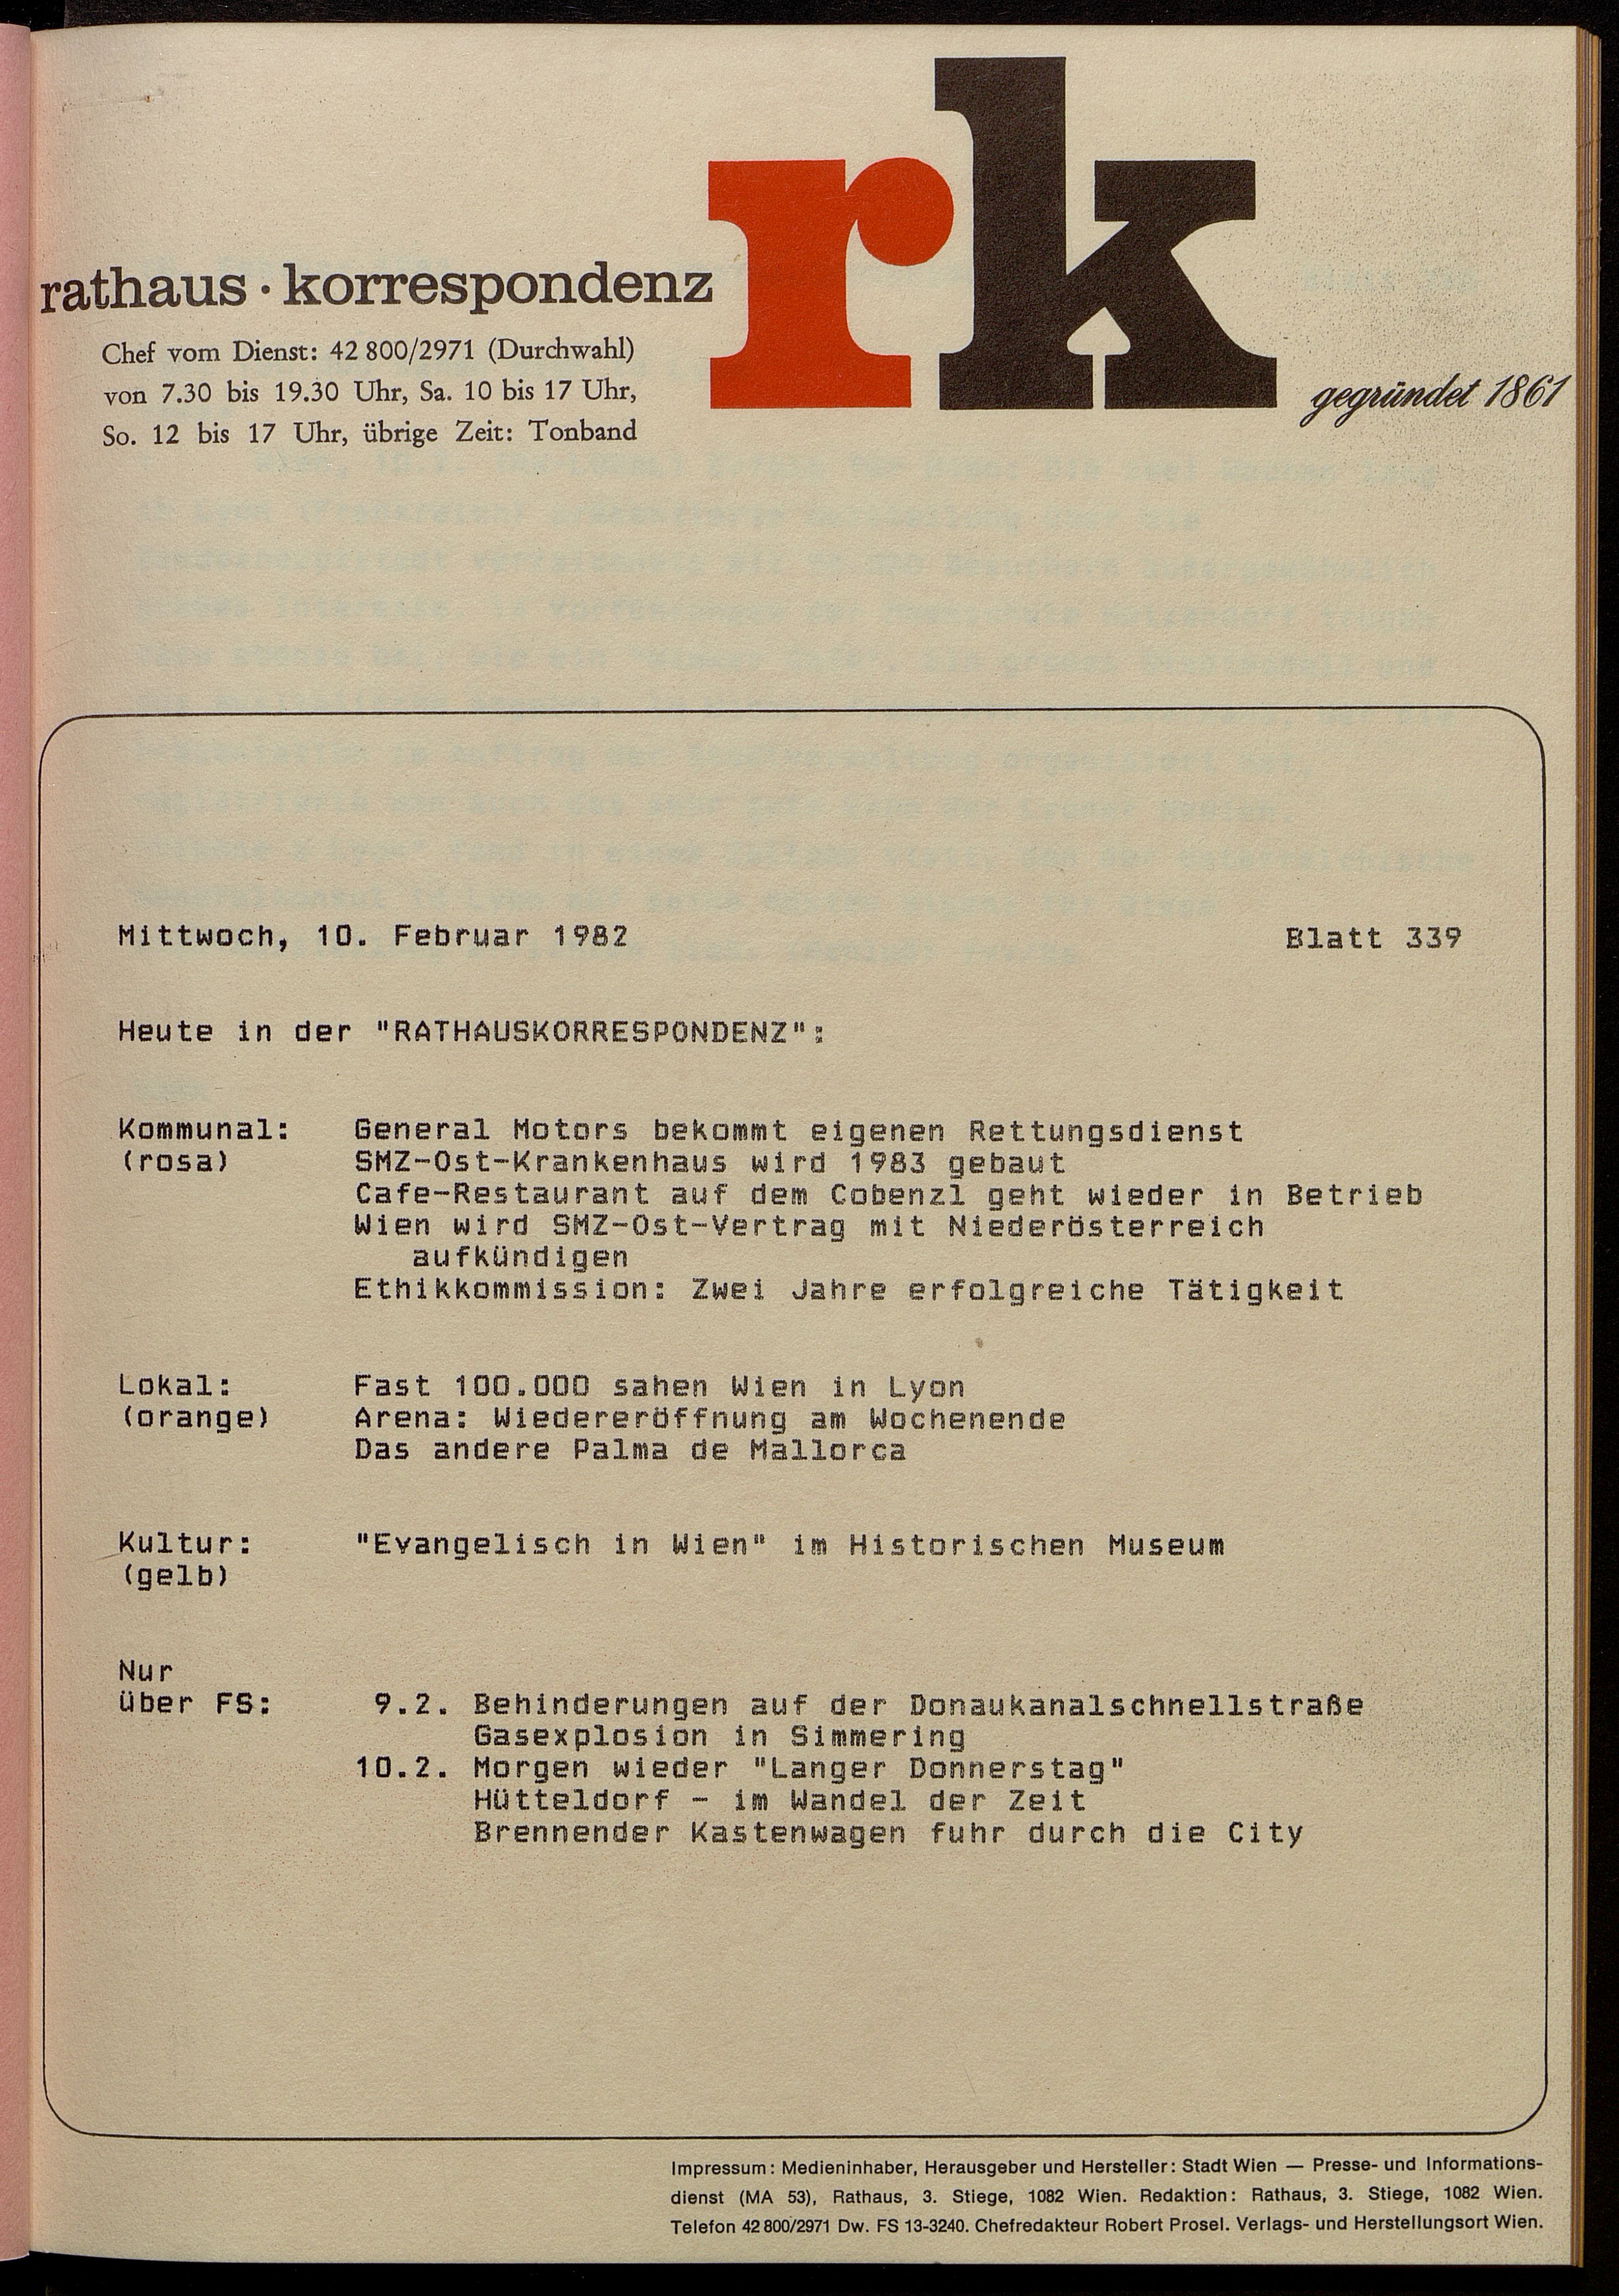 rk
rathaus · korrespondenz
Chef vom Dienst: 42 800/2971 (Durchwahl)
von 7.30 bis 19.30 Uhr, Sa. 10 bis 17 Uhr,
So. 12 bis 17 Uhr, übrige Zeit: Tonband
gegründet 1861
Mittwoch, 10. Februar 1982 Blatt 339
Heute in der "RATHAUSKORRESPONDENZ":
Kommunal: General Motors bekommt eigenen Rettungsdienst
(rosa) SMZ-Ost-Krankenhaus wird 1983 gebaut
Cafe-Restaurant auf dem Cobenzl geht wieder in Betrieb
Wien wird SMZ-Ost-Vertrag mit Niederösterreich
aufkündigen
Ethikkommission: Zwei Jahre erfolgreiche Tätigkeit
Lokal: Fast 100.000 sahen Wien in Lyon
(orange) Arena: Wiedereröffnung am Wochenende
Das andere Palma de Mallorca
Kultur: "Evangelisch in Wien" im Historischen Museum
(gelb)
Nur
über FS: 9.2. Behinderungen auf der Donaukanalschnellstraße
Gasexplosion in Simmering
10.2. Morgen wieder "Langer Donnerstag"
Hütteldorf - im Wandel der Zeit
Brennender Kastenwagen fuhr durch die City
Impressum: Medieninhaber, Herausgeber und Hersteller: Stadt Wien — Presse- und Informations-
dienst (MA 53), Rathaus, 3. Stiege, 1082 Wien. Redaktion: Rathaus, 3. Stiege, 1082 Wien.
Telefon 42 800/2971 Dw. FS 13-3240. Chefredakteur Robert Prosel. Verlags- und Herstellungsort Wien.